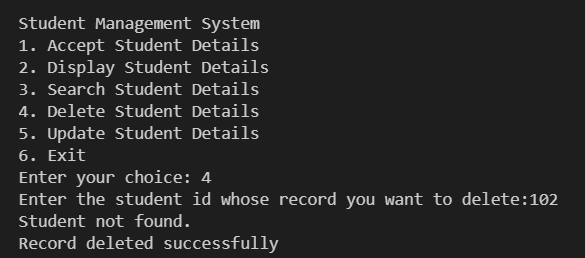 Student Management System
1. Accept Student Details
2. Display Student Details
3. Search Student Details
4. Delete Student Details
5. Update Student Details
6. Exit
Enter your choice: 4
Enter the student id whose record you want to delete:102
Student not found.
Record deleted successfully